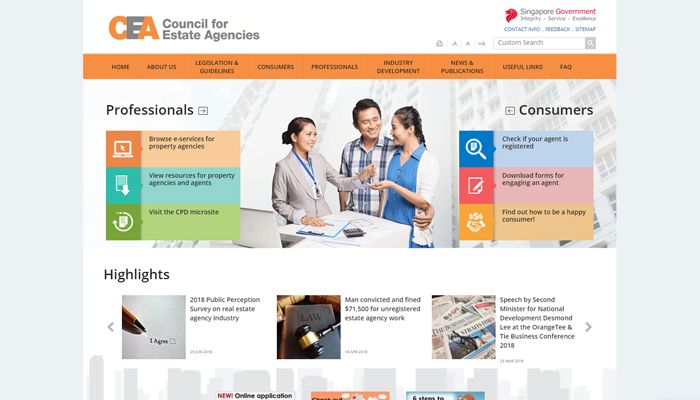 CEA Council for
Estate Agencies
Singapore Government
Integrity · Service · Excellence
CONTACT INFO . FEEDBACK . SITEMAP
-A A +A Custom Search
HOME ABOUT US LEGISLATION & GUIDELINES CONSUMERS PROFESSIONALS INDUSTRY DEVELOPMENT NEWS & PUBLICATIONS USEFUL LINKS FAQ
Professionals
Browse e-services for
property agencies
View resources for property
agencies and agents
Visit the CPD microsite
Consumers
Check if your agent is
registered
Download forms for
engaging an agent
Find out how to be a happy
consumer!
Highlights
I Agree
2018 Public Perception
Survey on real estate
agency industry
25 JUN 2018
LAW
Man convicted and fined
$71,500 for unregistered
estate agency work
19 APR 2018
Speech by Second
Minister for National
Development Desmond
Lee at the OrangeTee &
Tie Business Conference
2018
23 MAR 2018
NEW! Online application
Check out
6 steps to